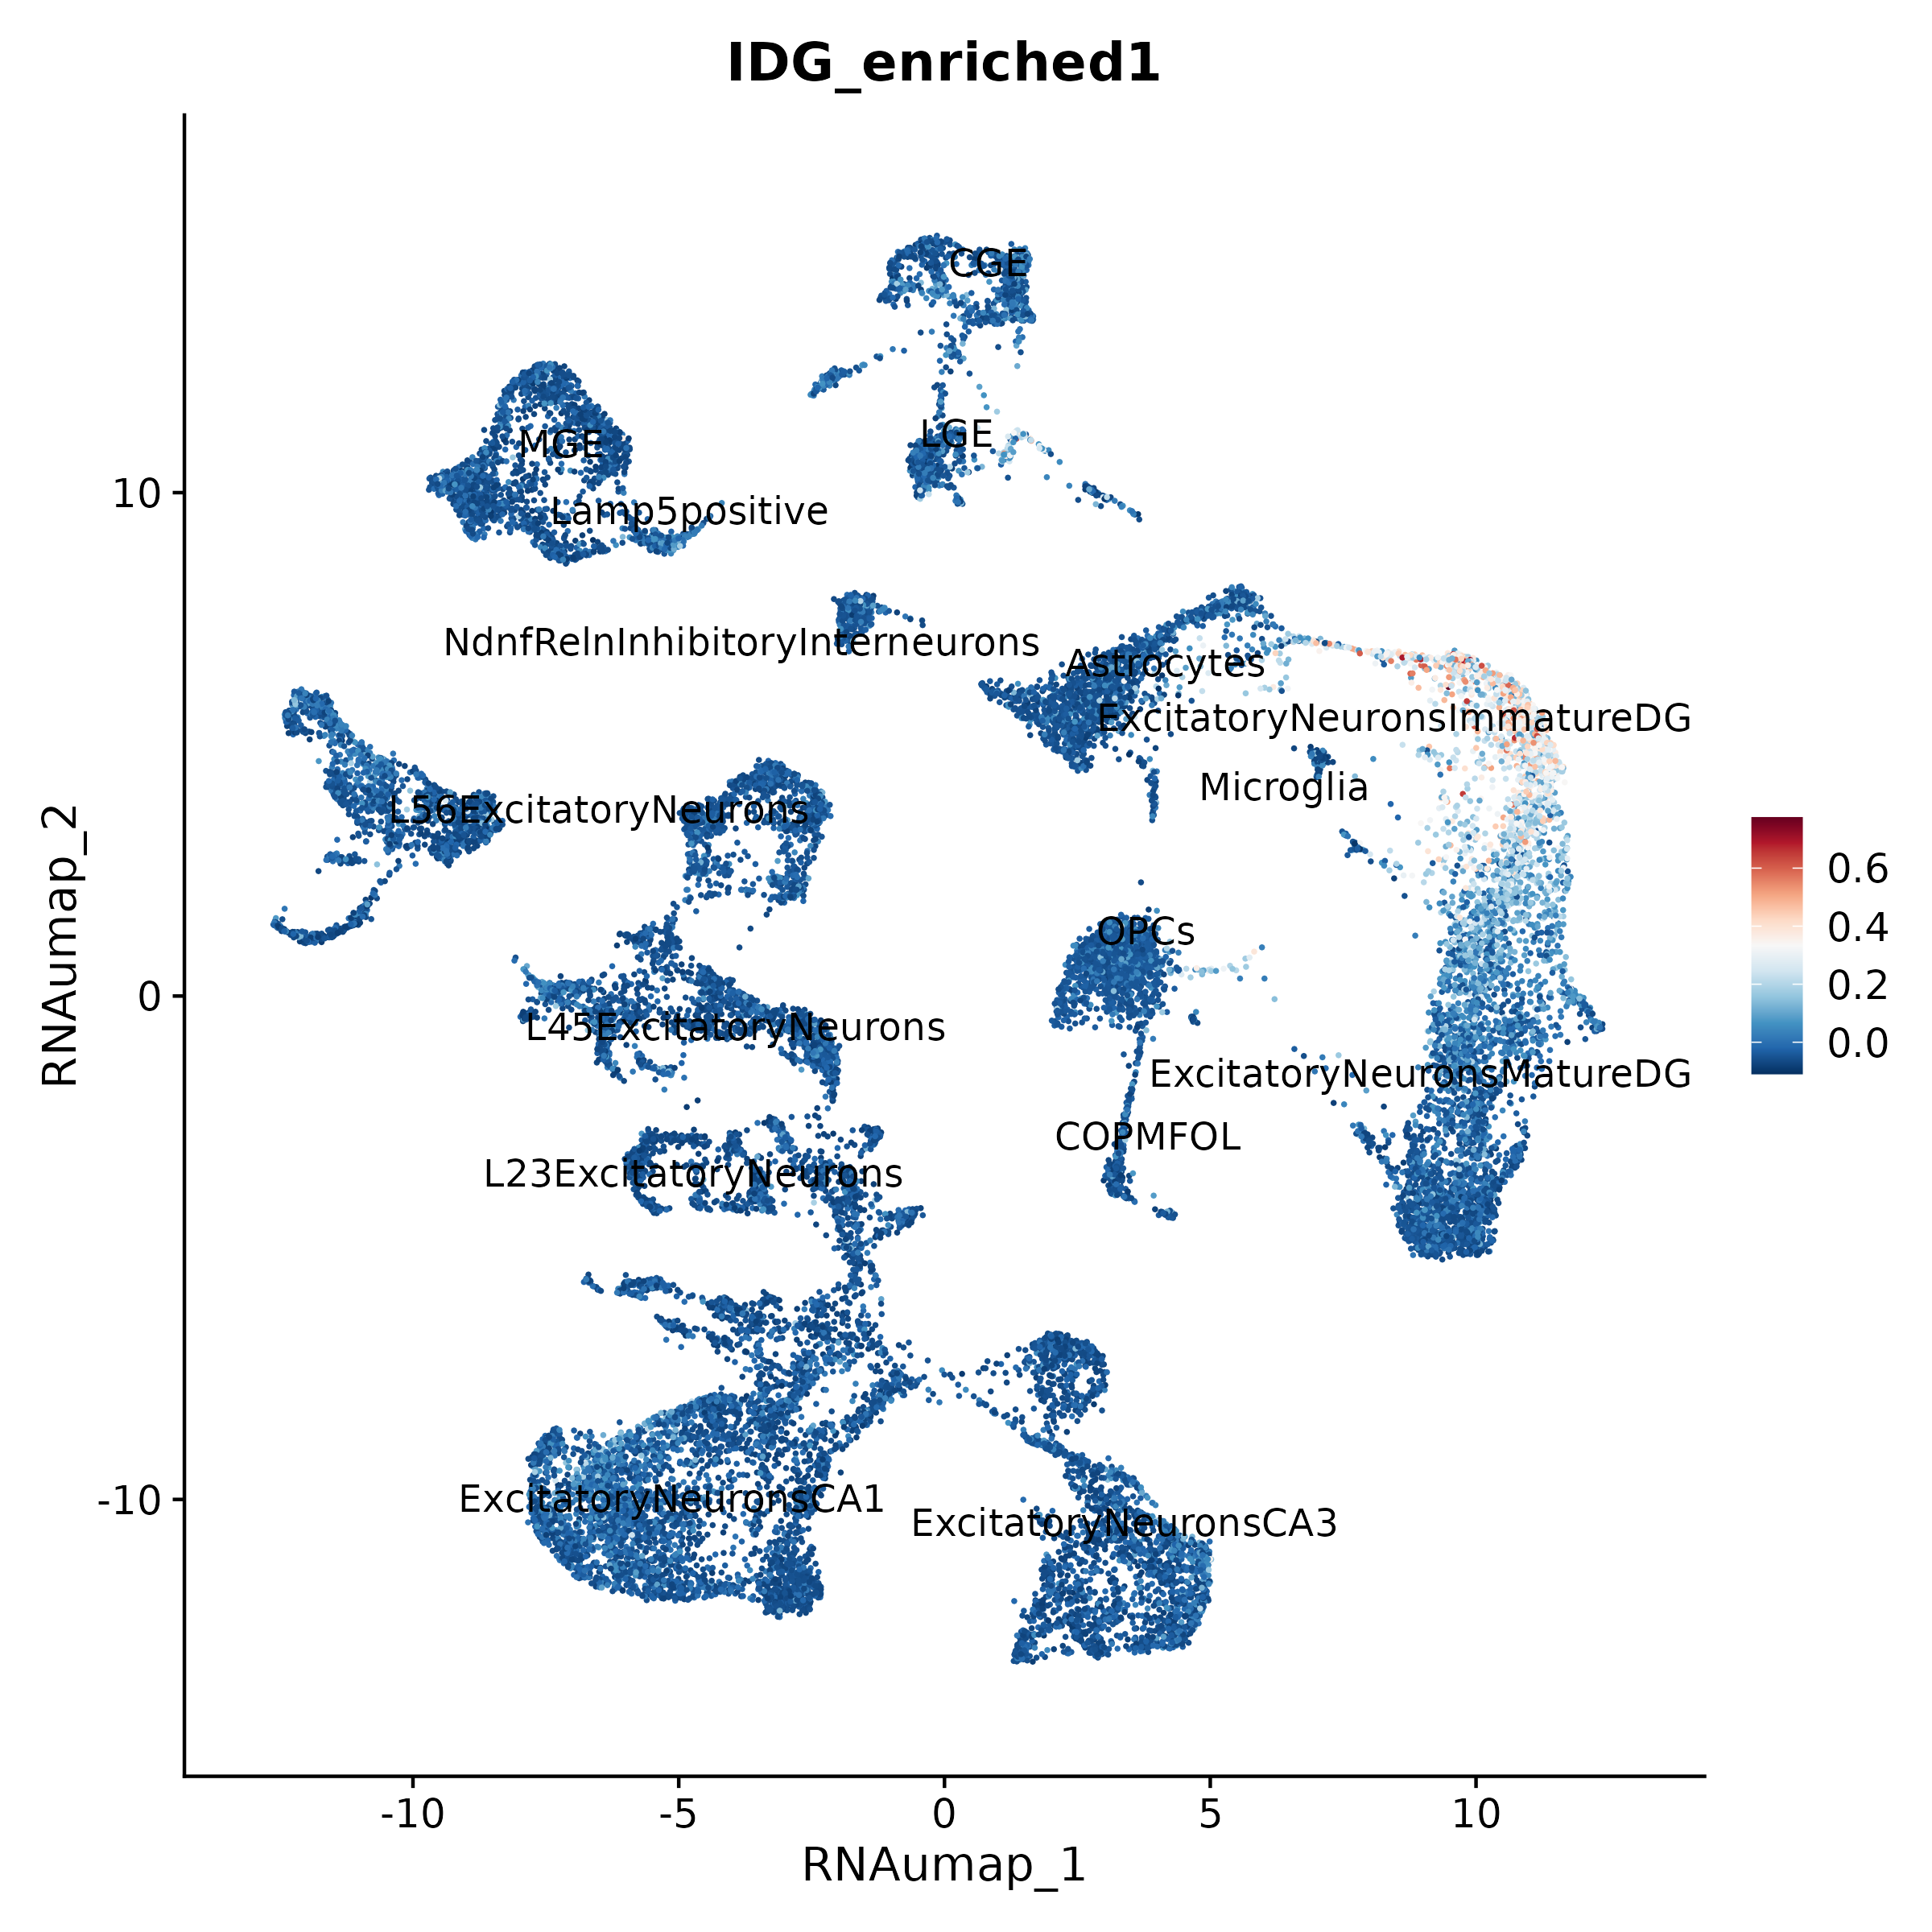 IDG_enriched1
CGE
LGE
MGE
Lamp5positive
NdnfRelnInhibitoryInterneurons
Astrocytes
ExcitatoryNeuronsImmatureDG
Microglia
L56ExcitatoryNeurons
OPCs
L45ExcitatoryNeurons
ExcitatoryNeuronsMatureDG
COPMFOL
L23ExcitatoryNeurons
ExcitatoryNeuronsCA1
ExcitatoryNeuronsCA3
10
0
-10
RNAumap_2
-10
-5
0
5
10
RNAumap_1
0.6
0.4
0.2
0.0